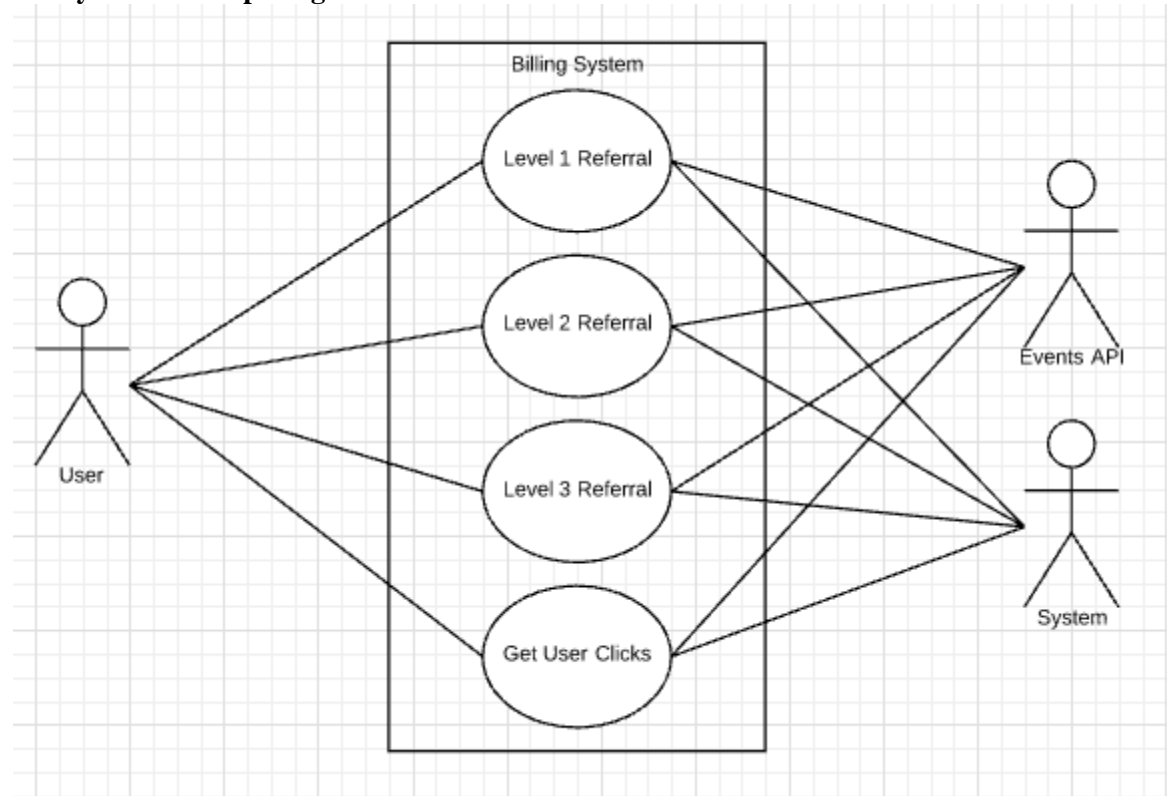 Billing System
Level 1 Referral
Level 2 Referral
Events API
Level 3 Referral
User
System
Get User Clicks